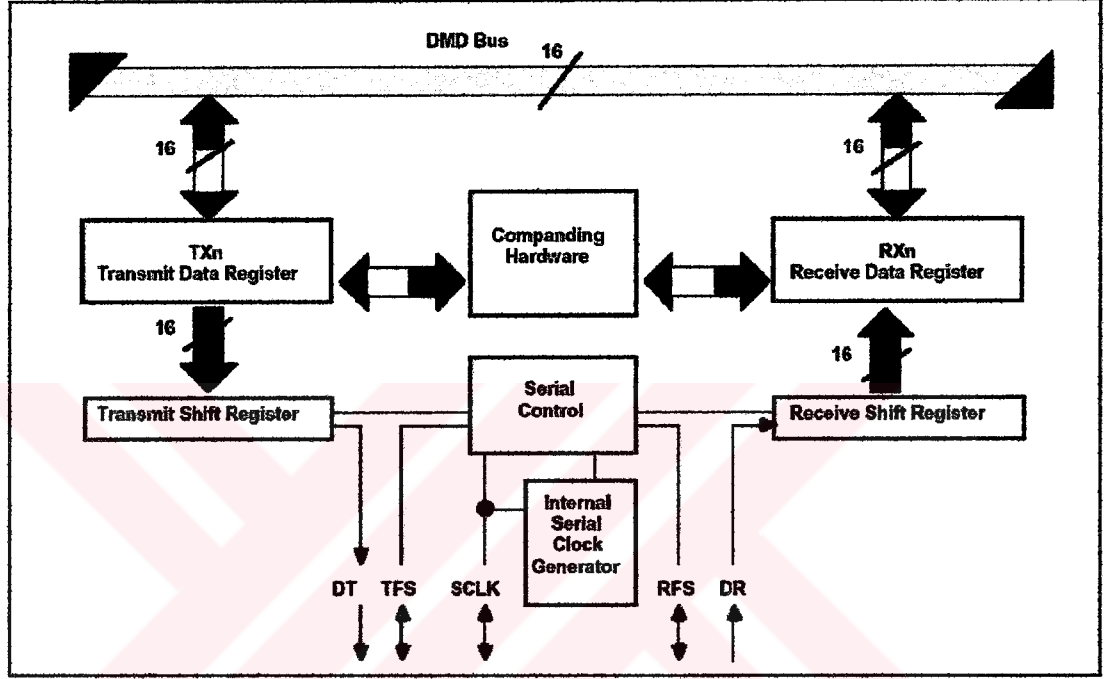 DMD Bus
16
16
16
TXn
Transmit Data Register
Companding
Hardware
RXn
Receive Data Register
16
16
Transmit Shift Register
Serial
Control
Receive Shift Register
Internal
Serial
Clock
Generator
DT
TFS
SCLK
RFS
DR